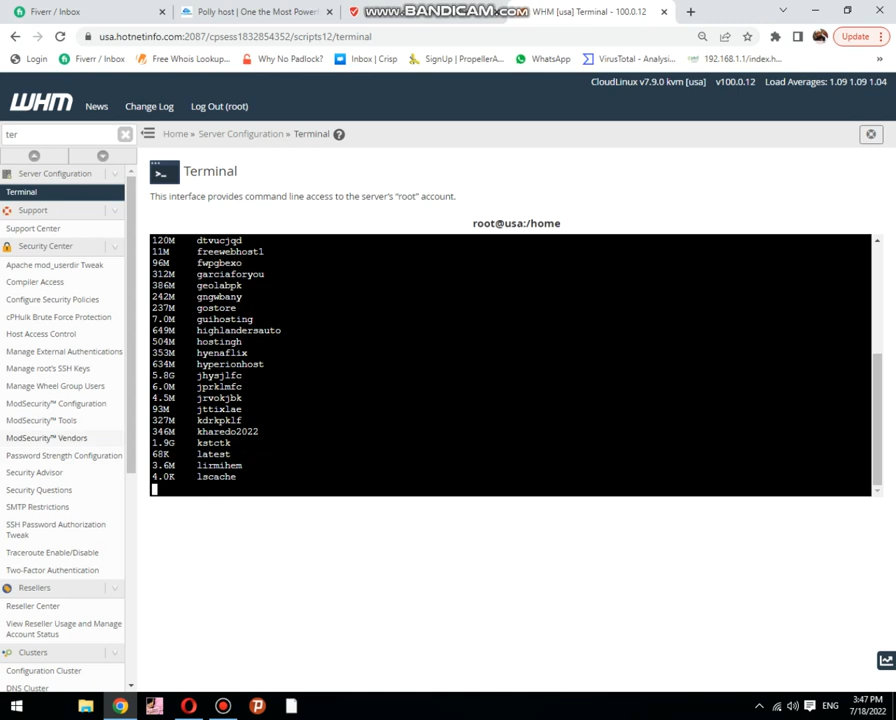 Fiverr / Inbox
Polly host | One the Most Powerf
WWW.BANDICAM.COM
WHM [usa] Terminal - 100.0.12
usa.hotnetinfo.com:2087/cpsess1832854352/scripts12/terminal
Update
Login
Fiverr / Inbox
Free Whois Lookup...
Why No Padlock?
Inbox | Crisp
SignUp | PropellerA...
WhatsApp
VirusTotal - Analysi...
192.168.1.1/index.h...
CloudLinux v7.9.0 kvm [usa] v100.0.12 Load Averages: 1.09 1.09 1.04
WHM
News
Change Log
Log Out (root)
ter
Home » Server Configuration » Terminal
Server Configuration
Terminal
Support
Support Center
Security Center
Apache mod_userdir Tweak
Compiler Access
Configure Security Policies
cPHulk Brute Force Protection
Host Access Control
Manage External Authentications
Manage root's SSH Keys
Manage Wheel Group Users
ModSecurity™ Configuration
ModSecurity™ Tools
ModSecurity™ Vendors
Password Strength Configuration
Security Advisor
Security Questions
SMTP Restrictions
SSH Password Authorization
Tweak
Traceroute Enable/Disable
Two-Factor Authentication
Resellers
Reseller Center
View Reseller Usage and Manage
Account Status
Clusters
Configuration Cluster
DNS Cluster
Terminal
This interface provides command line access to the server's “root” account.
root@usa:/home
120M dtvucjqd
11M freewebhost1
96M fwpgbexo
312M garciaforyou
386M geolabpk
242M gngwbany
237M gostore
7.0M guihosting
649M highlandersauto
504M hostingh
353M hyenaflix
634M hyperionhost
5.8G jhysjlfc
6.0M jprklmfc
4.5M jrvokjbk
93M jttixlae
327M kdrkpklf
346M kharedo2022
1.9G kstctk
68K latest
3.6M lirmihem
4.0K lscache
ENG
3:47 PM
7/18/2022